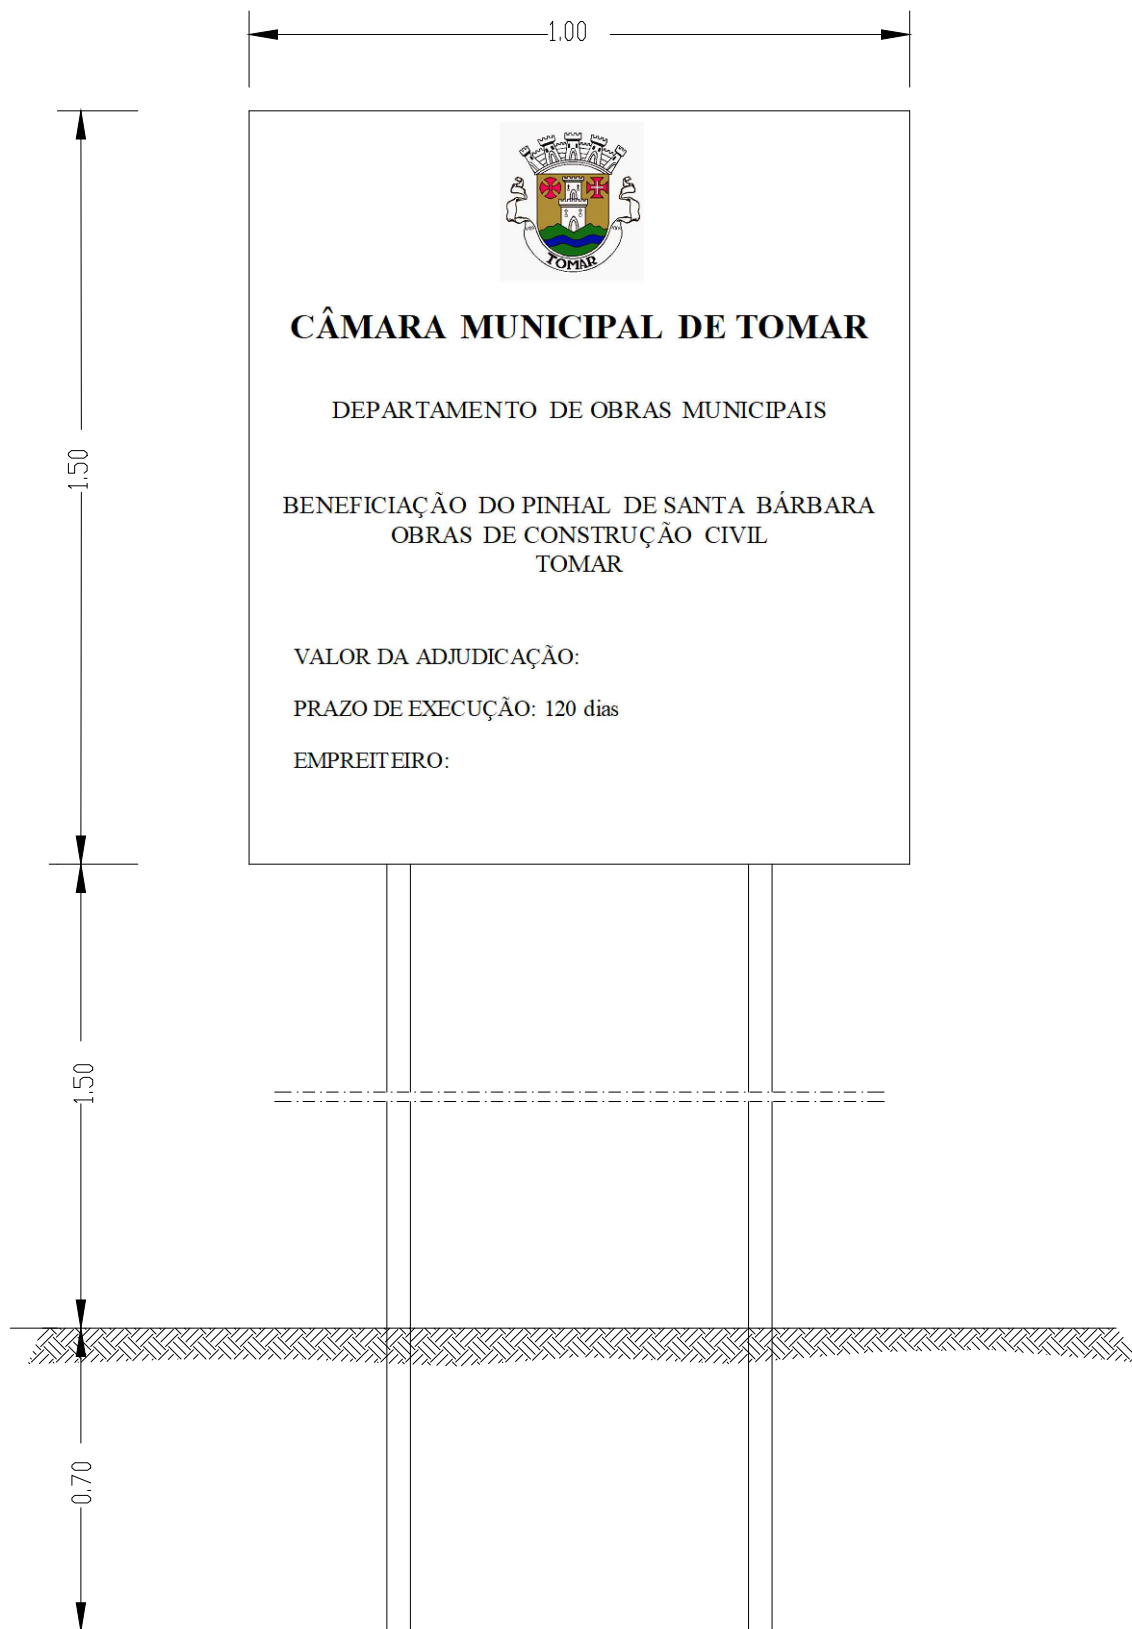 1.00
TOMAR
CÂMARA MUNICIPAL DE TOMAR
DEPARTAMENTO DE OBRAS MUNICIPAIS
1.50
BENEFICIAÇÃO DO PINHAL DE SANTA BÁRBARA
OBRAS DE CONSTRUÇÃO CIVIL
TOMAR
VALOR DA ADJUDICAÇÃO:
PRAZO DE EXECUÇÃO: 120 dias
EMPREITEIRO:
1.50
0.70